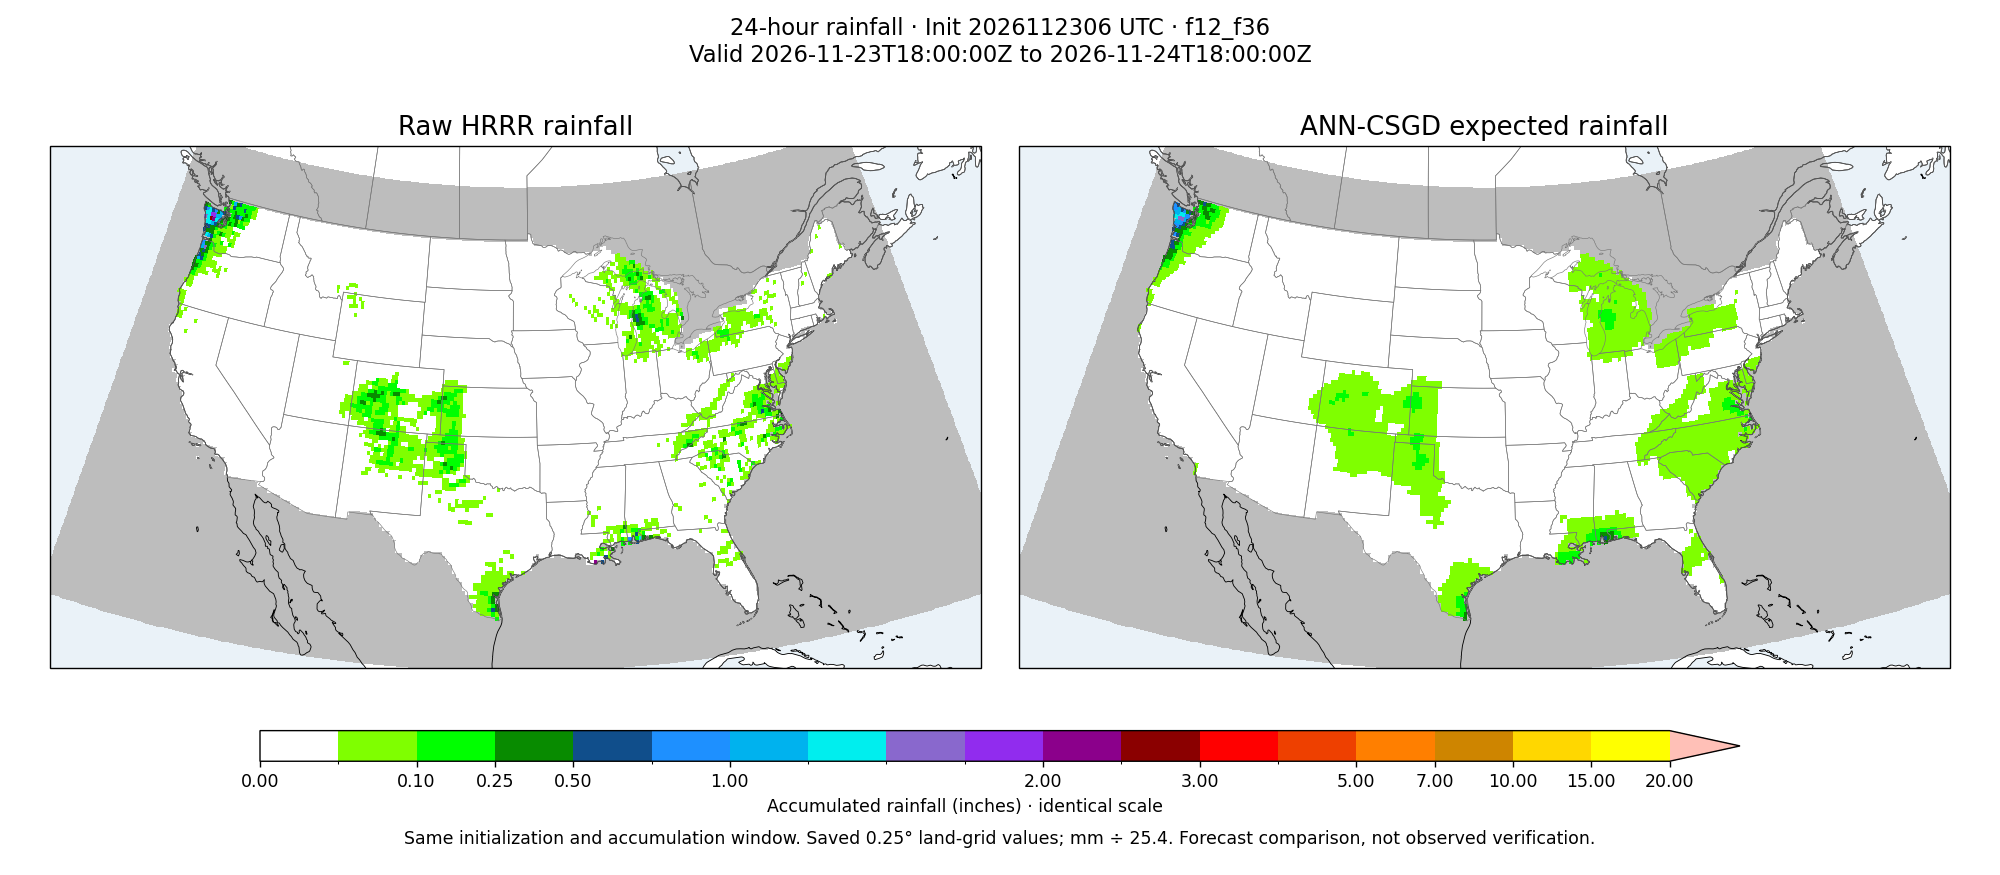 24-hour rainfall · Init 2026112306 UTC · f12_f36
Valid 2026-11-23T18:00:00Z to 2026-11-24T18:00:00Z
Raw HRRR rainfall
ANN-CSGD expected rainfall
0.00 0.10 0.25 0.50 1.00 2.00 3.00 5.00 7.00 10.00 15.00 20.00
Accumulated rainfall (inches) · identical scale
Same initialization and accumulation window. Saved 0.25° land-grid values; mm ÷ 25.4. Forecast comparison, not observed verification.